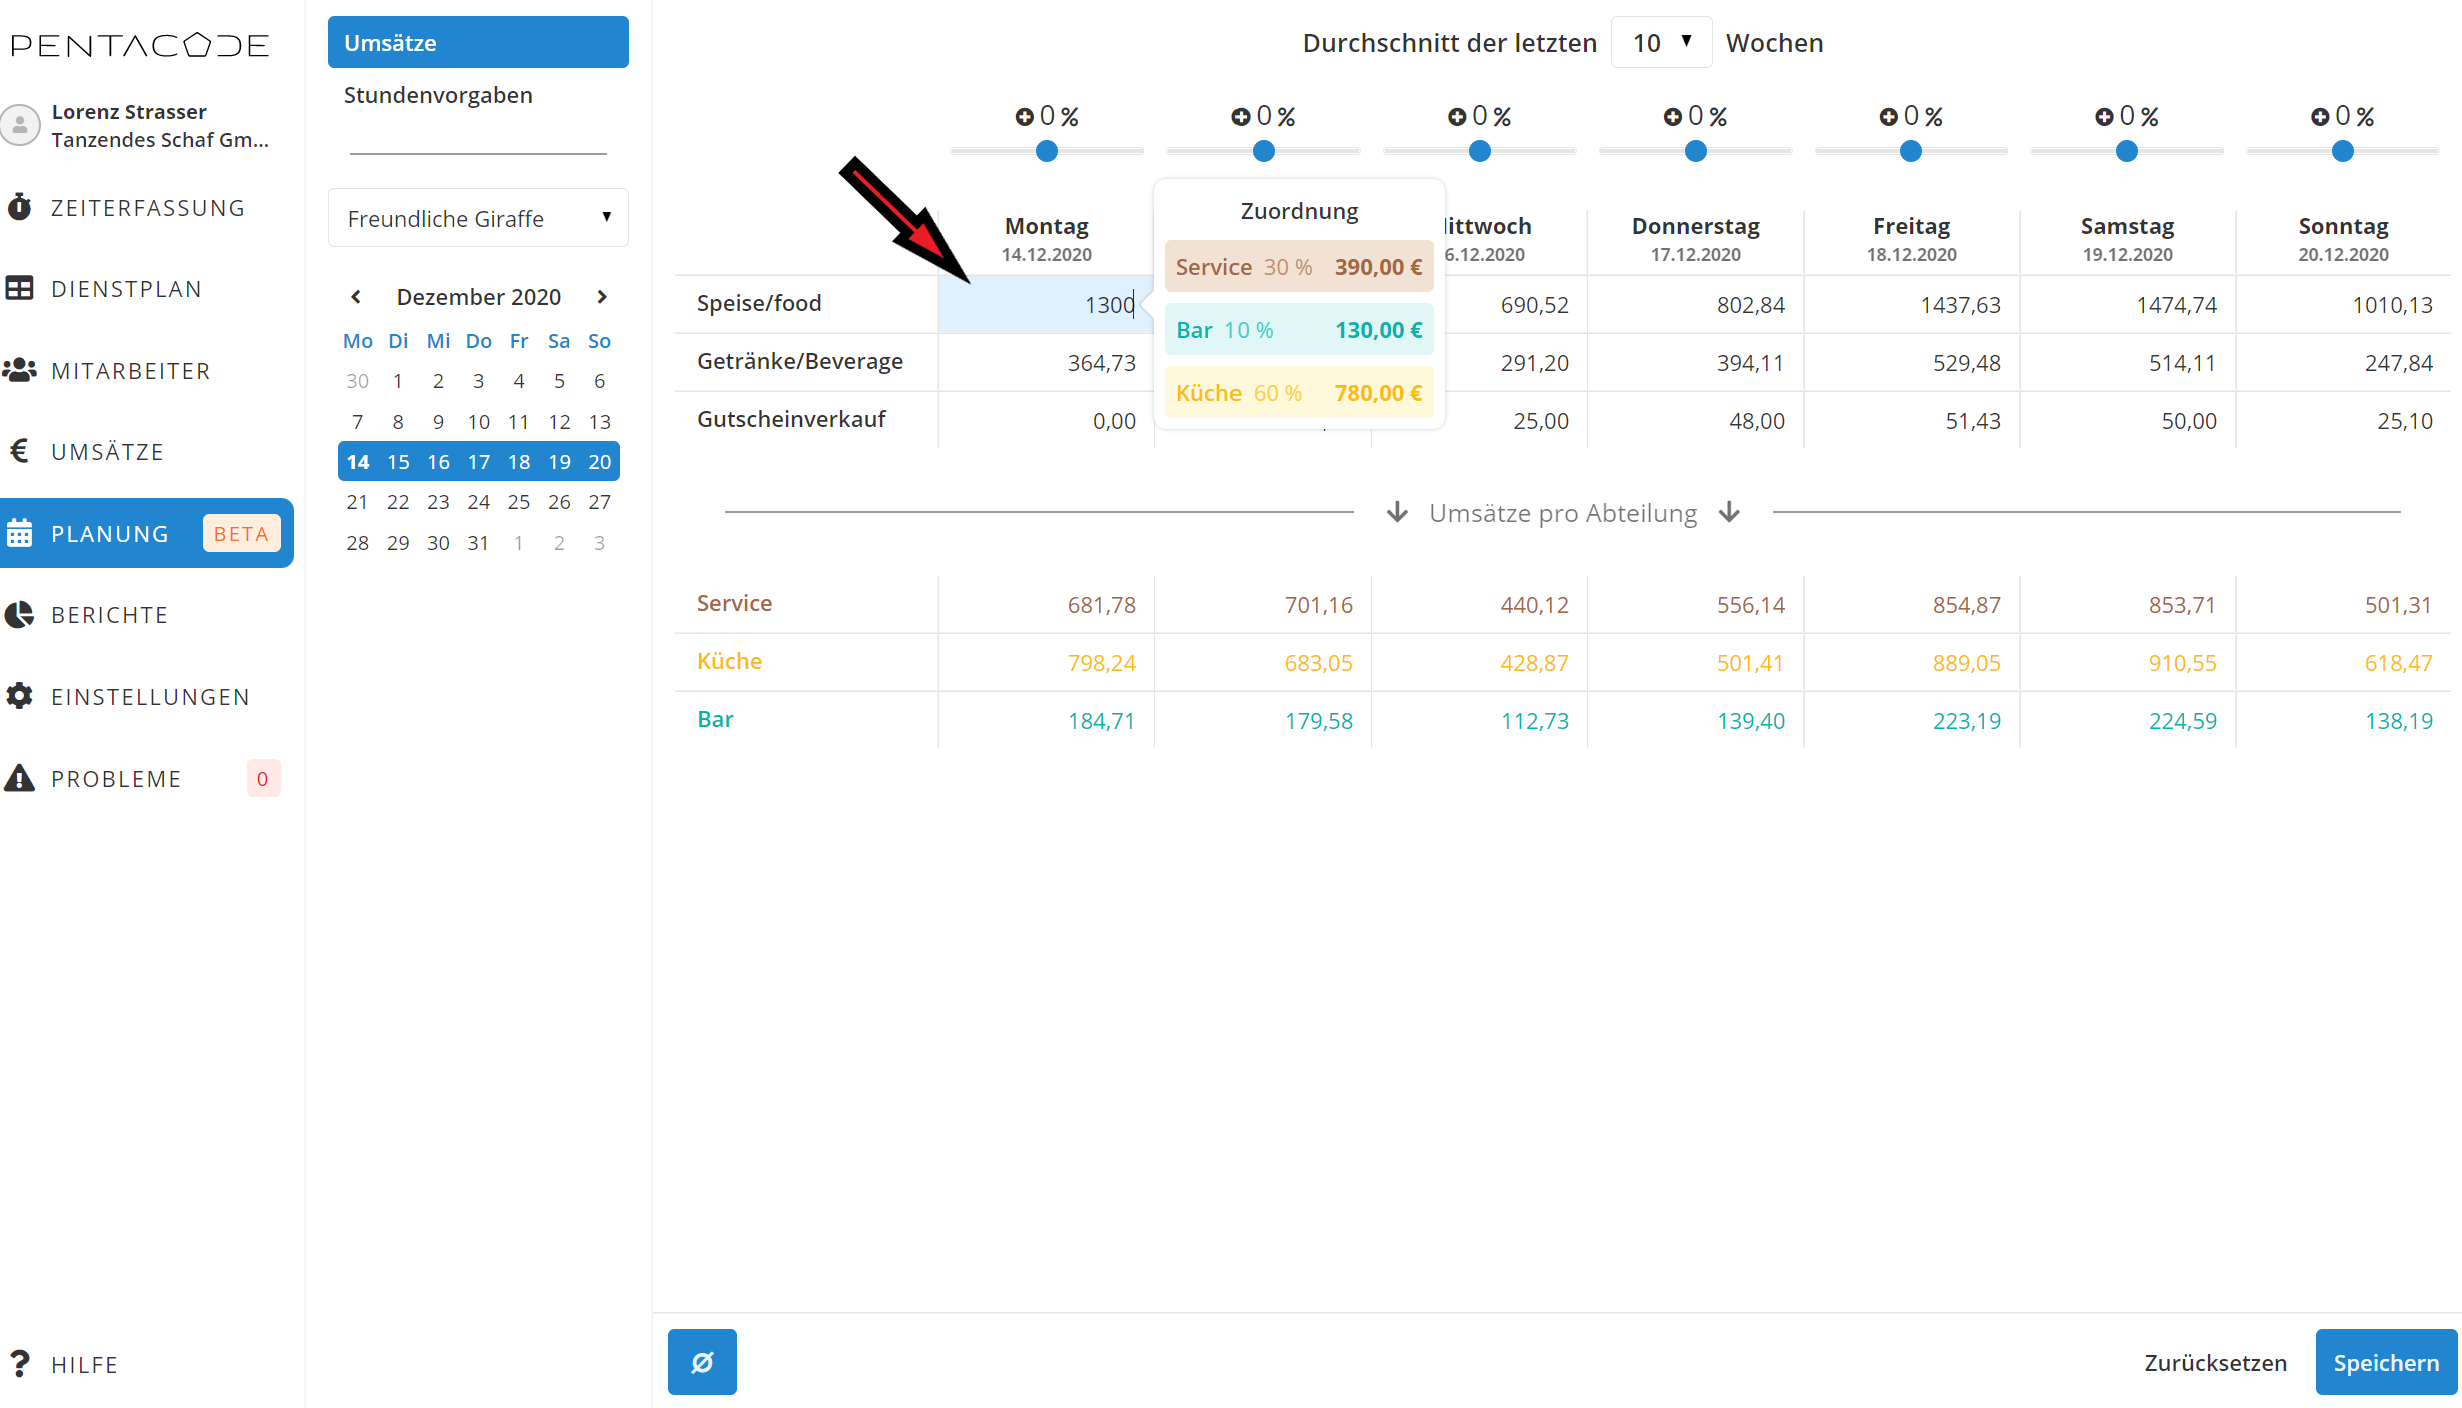 PENTACODE
Lorenz Strasser
Tanzendes Schaf Gm...
ZEITERFASSUNG
DIENSTPLAN
MITARBEITER
€ UMSÄTZE
PLANUNG BETA
BERICHTE
EINSTELLUNGEN
PROBLEME 0
? HILFE
Umsätze
Stundenvorgaben
Freundliche Giraffe
Dezember 2020
Mo Di Mi Do Fr Sa So
30 1 2 3 4 5 6
7 8 9 10 11 12 13
14 15 16 17 18 19 20
21 22 23 24 25 26 27
28 29 30 31 1 2 3
Durchschnitt der letzten 10 Wochen
0 % 0 % 0 % 0 % 0 % 0 % 0 %
Montag ittwoch Donnerstag Freitag Samstag Sonntag
14.12.2020 6.12.2020 17.12.2020 18.12.2020 19.12.2020 20.12.2020
Speise/food 1300 690,52 802,84 1437,63 1474,74 1010,13
Getränke/Beverage 364,73 291,20 394,11 529,48 514,11 247,84
Gutscheinverkauf 0,00 25,00 48,00 51,43 50,00 25,10
Zuordnung
Service 30 % 390,00 €
Bar 10 % 130,00 €
Küche 60 % 780,00 €
Umsätze pro Abteilung
Service 681,78 701,16 440,12 556,14 854,87 853,71 501,31
Küche 798,24 683,05 428,87 501,41 889,05 910,55 618,47
Bar 184,71 179,58 112,73 139,40 223,19 224,59 138,19
Ø Zurücksetzen Speichern